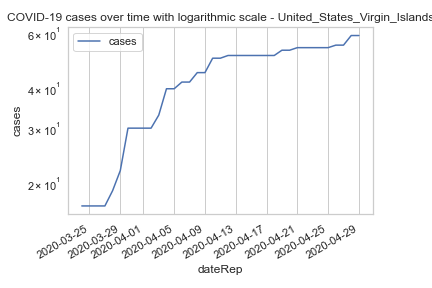 COVID-19 cases over time with logarithmic scale - United_States_Virgin_Islands
cases
6 × 10¹
4 × 10¹
3 × 10¹
2 × 10¹
cases
2020-03-25
2020-03-29
2020-04-01
2020-04-05
2020-04-09
2020-04-13
2020-04-17
2020-04-21
2020-04-25
2020-04-29
dateRep